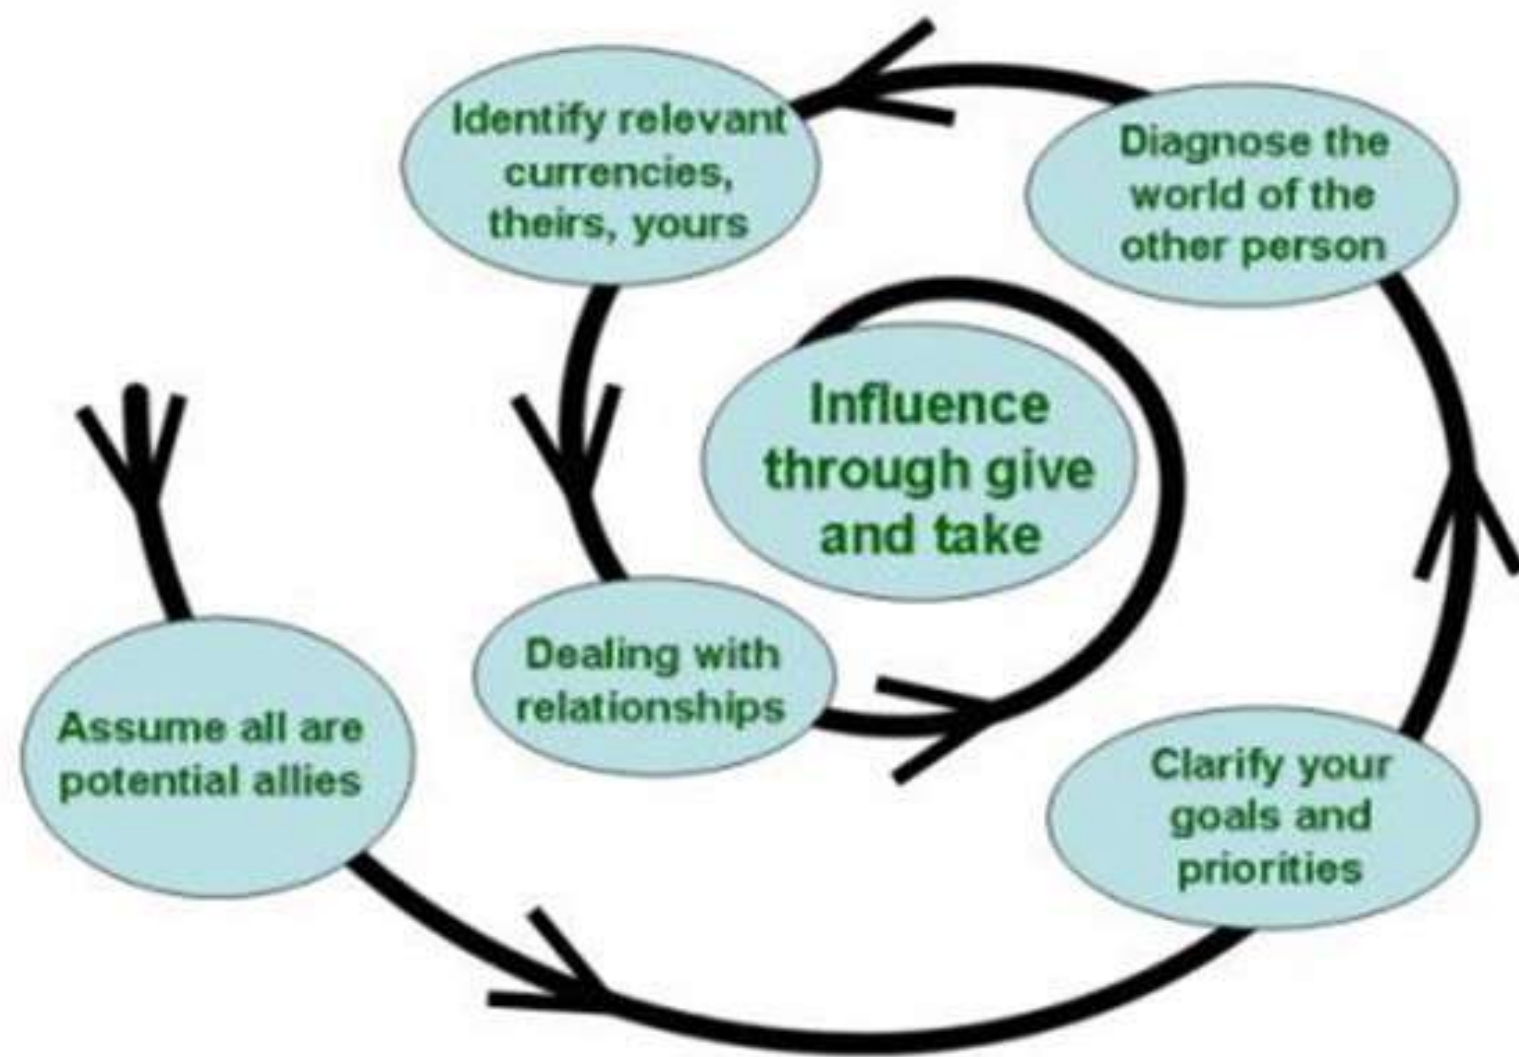 Identify relevant
currencies,
theirs, yours
Diagnose the
world of the
other person
Influence
through give
and take
Dealing with
relationships
Assume all are
potential allies
Clarify your
goals and
priorities